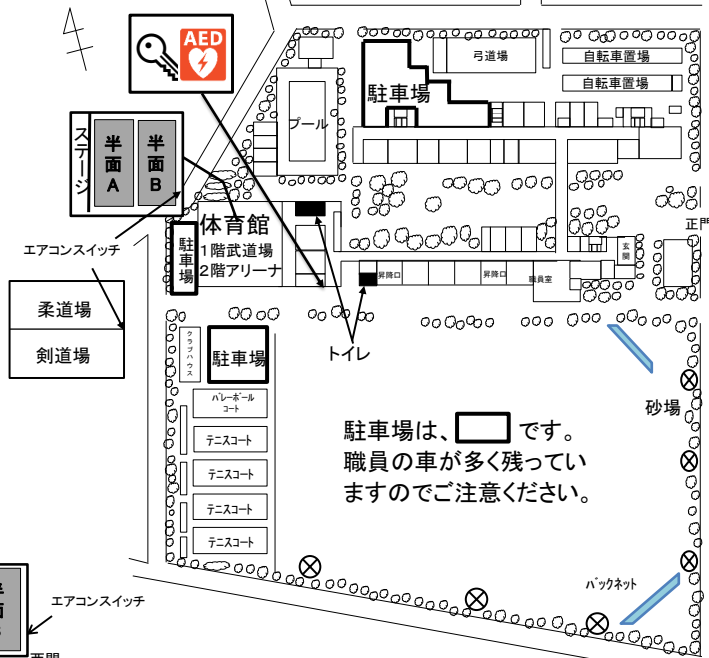 AED
弓道場
自転車置場
自転車置場
駐車場
プール
ステージ
半面A
半面B
正門
エアコンスイッチ
駐車場
体育館
1階武道場
2階アリーナ
玄関
昇降口
昇降口
職員室
柔道場
剣道場
クラブハウス
駐車場
トイレ
バレーボール
コート
砂場
テニスコート
テニスコート
テニスコート
テニスコート
駐車場は、 です。
職員の車が多く残ってい
ますのでご注意ください。
バックネット
エアコンスイッチ